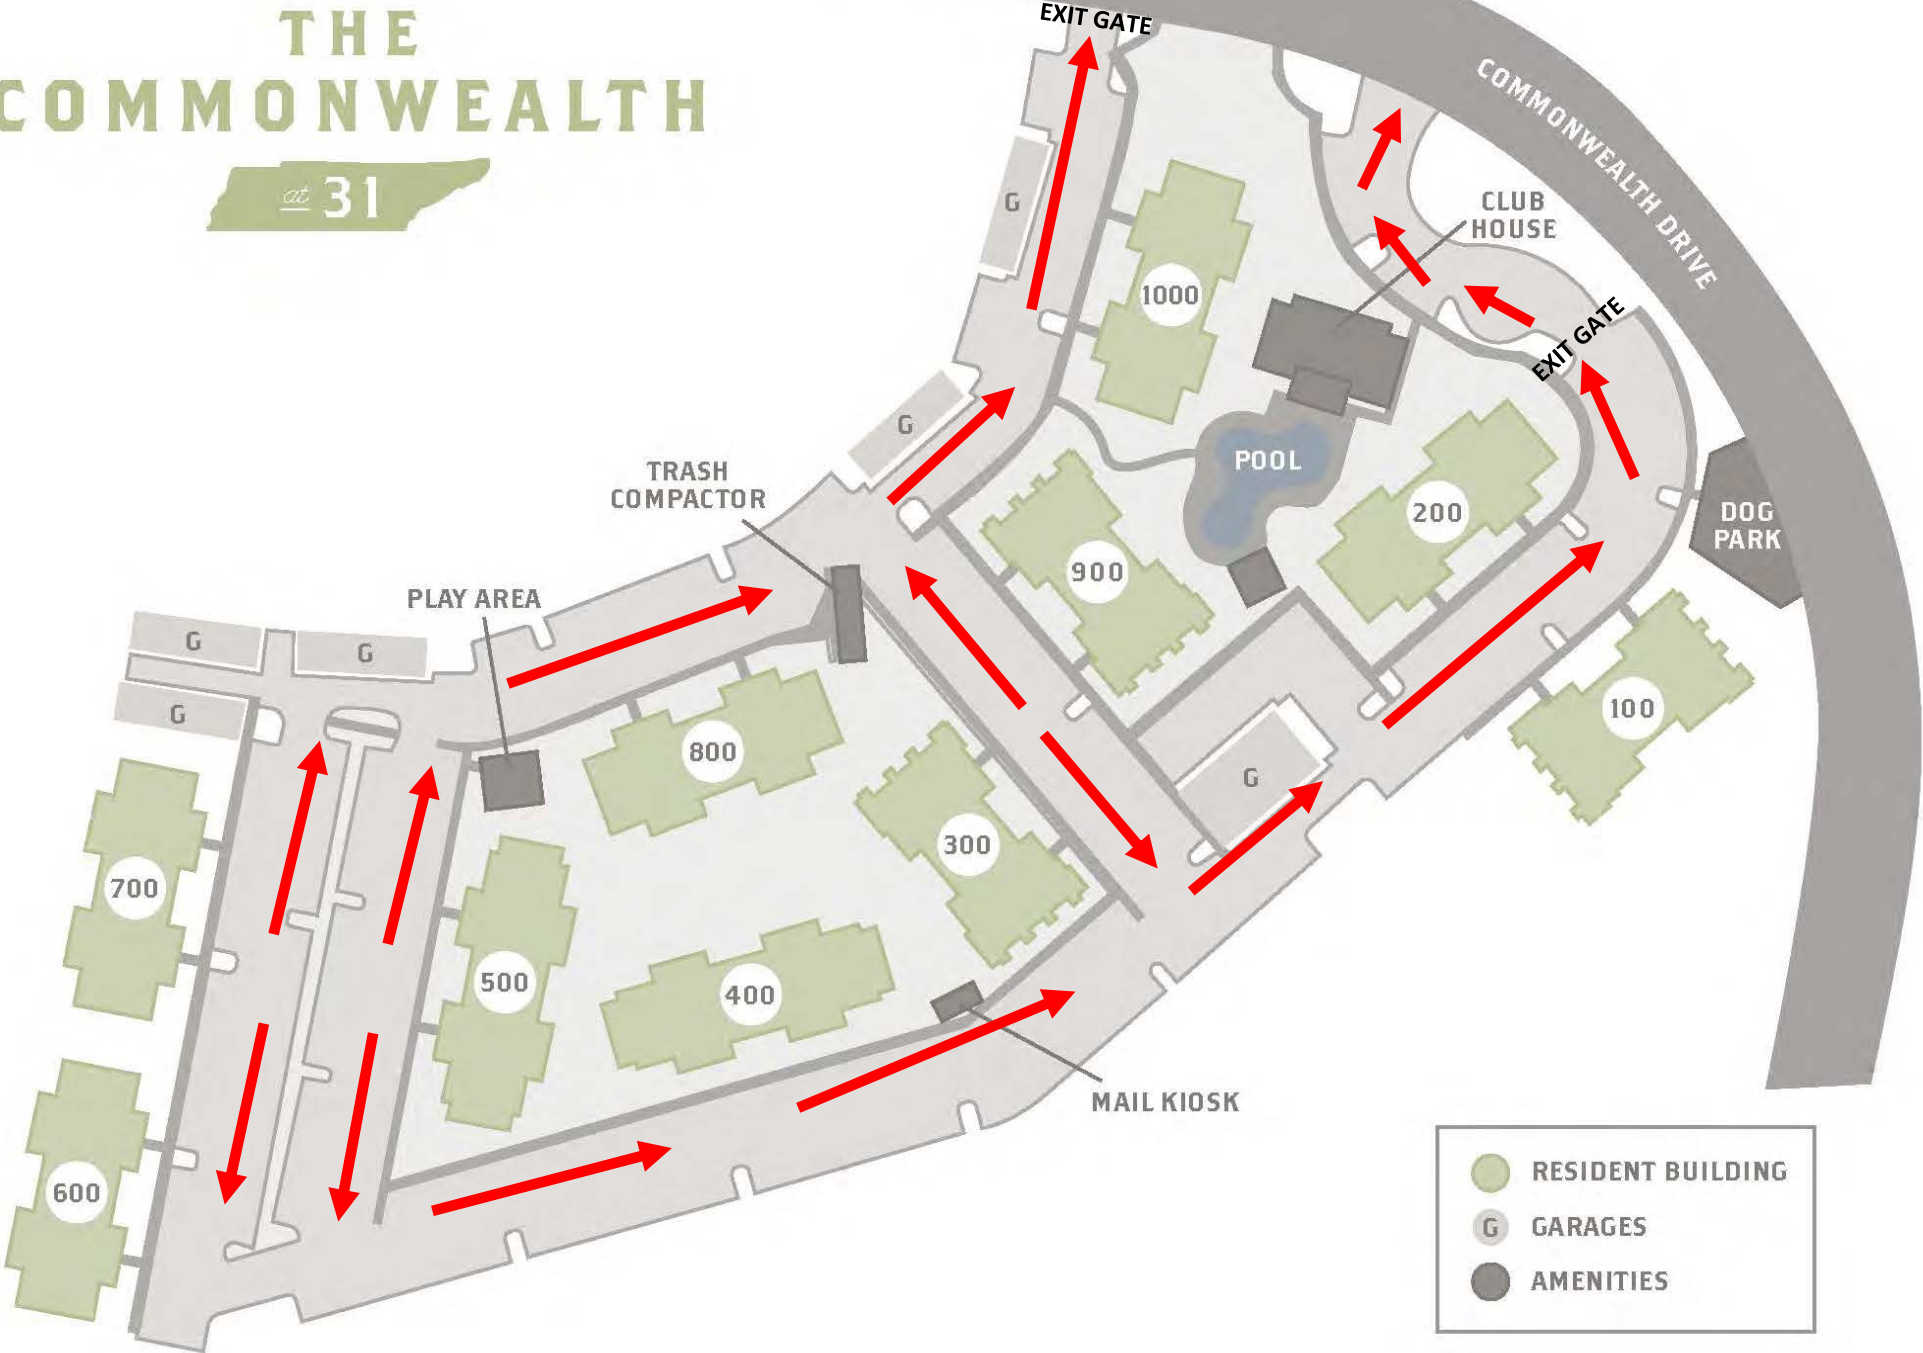 THE
COMMONWEALTH
at 31
EXIT GATE
COMMONWEALTH DRIVE
CLUB
HOUSE
G
1000
EXIT GATE
G
POOL
TRASH
COMPACTOR
200
DOG
PARK
900
PLAY AREA
G
G
G
800
100
G
300
700
500
400
MAIL KIOSK
600
RESIDENT BUILDING
G GARAGES
AMENITIES